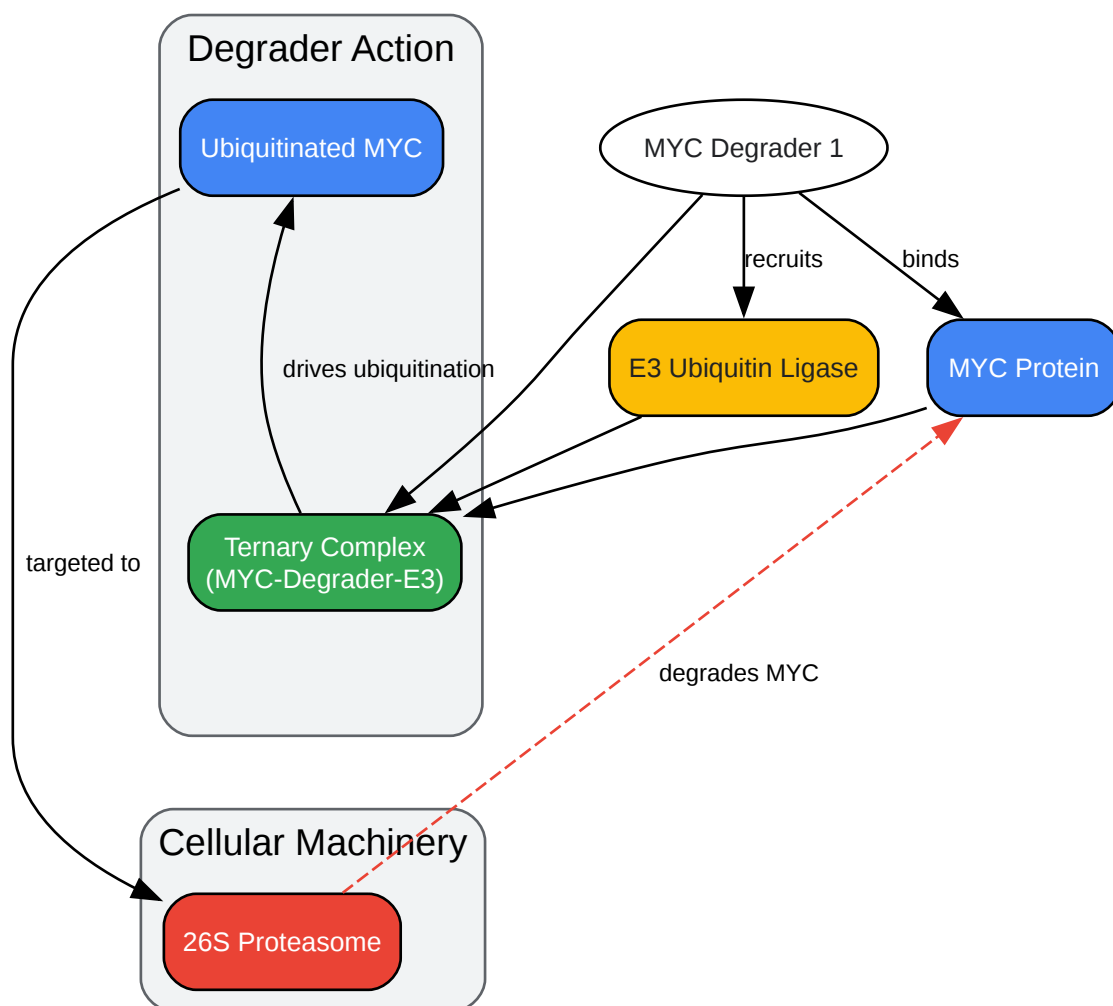 Degrader Action
Ubiquitinated MYC
MYC Degrader 1
recruits
binds
drives ubiquitination
E3 Ubiquitin Ligase
MYC Protein
Ternary Complex
(MYC-Degrader-E3)
targeted to
degrades MYC
Cellular Machinery
26S Proteasome